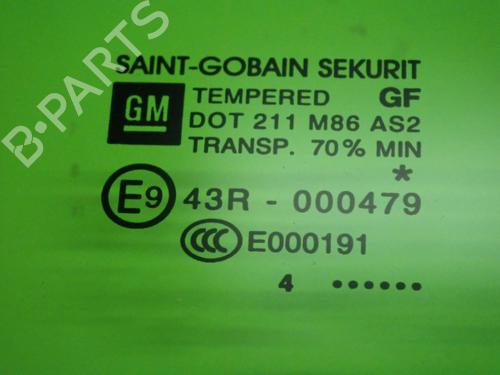 B-PARTS
SAINT-GOBAIN SEKURIT
GM TEMPERED GF
DOT 211 M86 AS2
TRANSP. 70% MIN
*
E9 43R - 000479
CCC E000191
4 ......